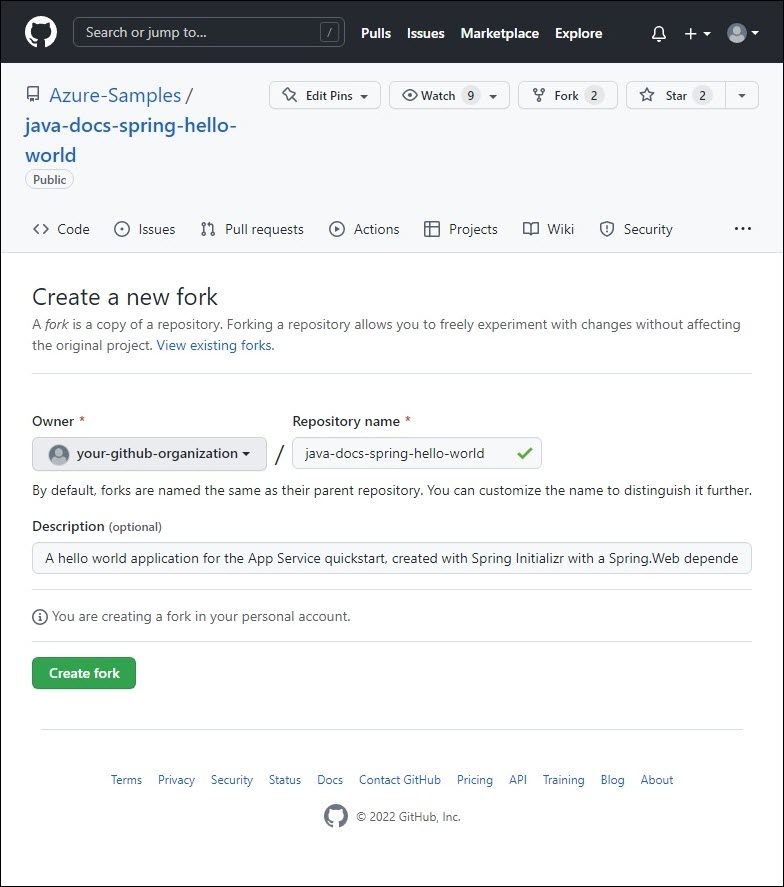 Search or jump to... /
Pulls Issues Marketplace Explore
Azure-Samples /
java-docs-spring-hello-
world
Public
Edit Pins Watch 9 Fork 2 Star 2
Code Issues Pull requests Actions Projects Wiki Security
Create a new fork
A fork is a copy of a repository. Forking a repository allows you to freely experiment with changes without affecting
the original project. View existing forks.
Owner * Repository name *
your-github-organization / java-docs-spring-hello-world
By default, forks are named the same as their parent repository. You can customize the name to distinguish it further.
Description (optional)
A hello world application for the App Service quickstart, created with Spring Initializr with a Spring.Web depende
You are creating a fork in your personal account.
Create fork
Terms Privacy Security Status Docs Contact GitHub Pricing API Training Blog About
© 2022 GitHub, Inc.